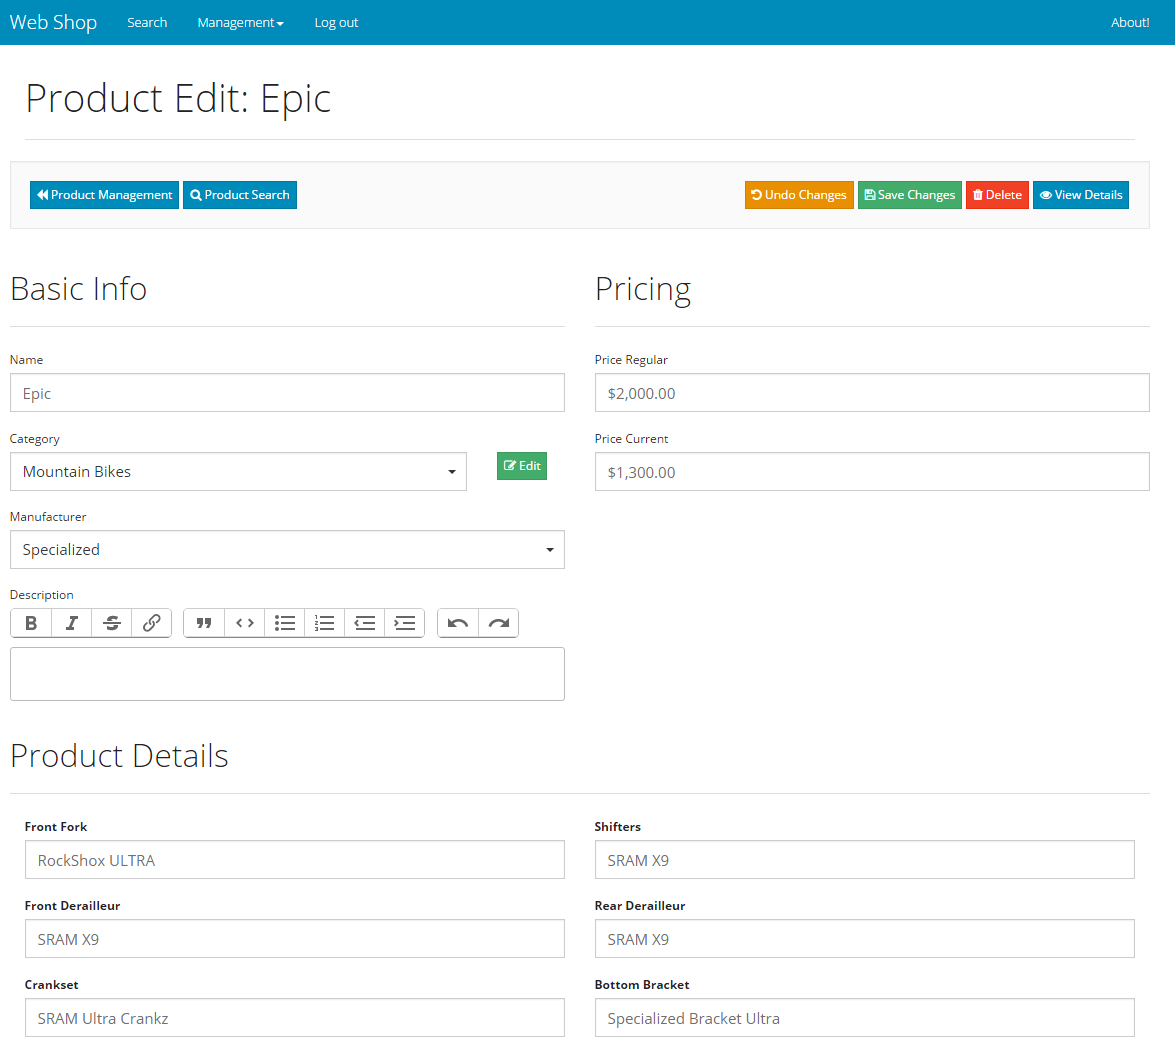 Web Shop Search Management Log out About!
Product Edit: Epic
Product Management Product Search Undo Changes Save Changes Delete View Details
Basic Info
Name
Epic
Category
Mountain Bikes Edit
Manufacturer
Specialized
Description
Pricing
Price Regular
$2,000.00
Price Current
$1,300.00
Product Details
Front Fork
RockShox ULTRA
Shifters
SRAM X9
Front Derailleur
SRAM X9
Rear Derailleur
SRAM X9
Crankset
SRAM Ultra Crankz
Bottom Bracket
Specialized Bracket Ultra